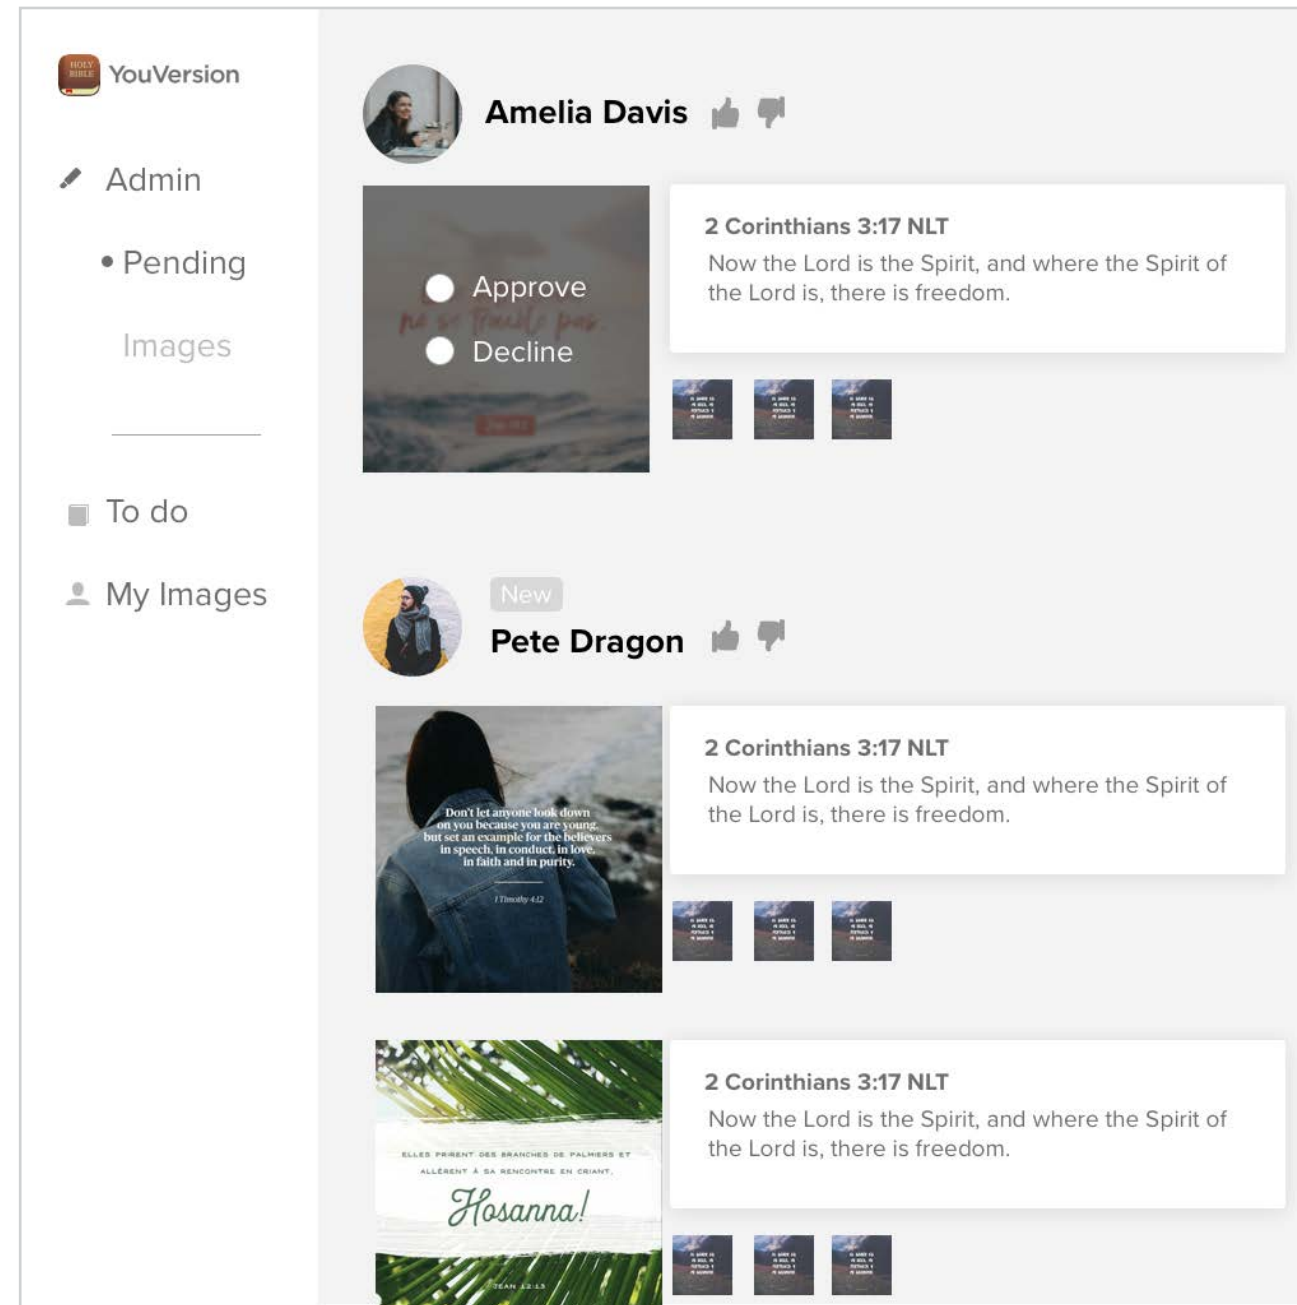 HOLY
BIBLE
YouVersion
Admin
Pending
Images
To do
My Images
Amelia Davis
Approve
ne se trouble pas.
Decline
2 Corinthians 3:17 NLT
Now the Lord is the Spirit, and where the Spirit of
the Lord is, there is freedom.
New
Pete Dragon
Don't let anyone look down
on you because you are young,
but set an example for the believers
in speech, in conduct, in love,
in faith and in purity.
1 Timothy 4:12
2 Corinthians 3:17 NLT
Now the Lord is the Spirit, and where the Spirit of
the Lord is, there is freedom.
ELLES PRIRENT DES BRANCHES DE PALMIERS ET
ALLÈRENT À SA RENCONTRE EN CRIANT,
Hosanna!
JEAN 12:13
2 Corinthians 3:17 NLT
Now the Lord is the Spirit, and where the Spirit of
the Lord is, there is freedom.